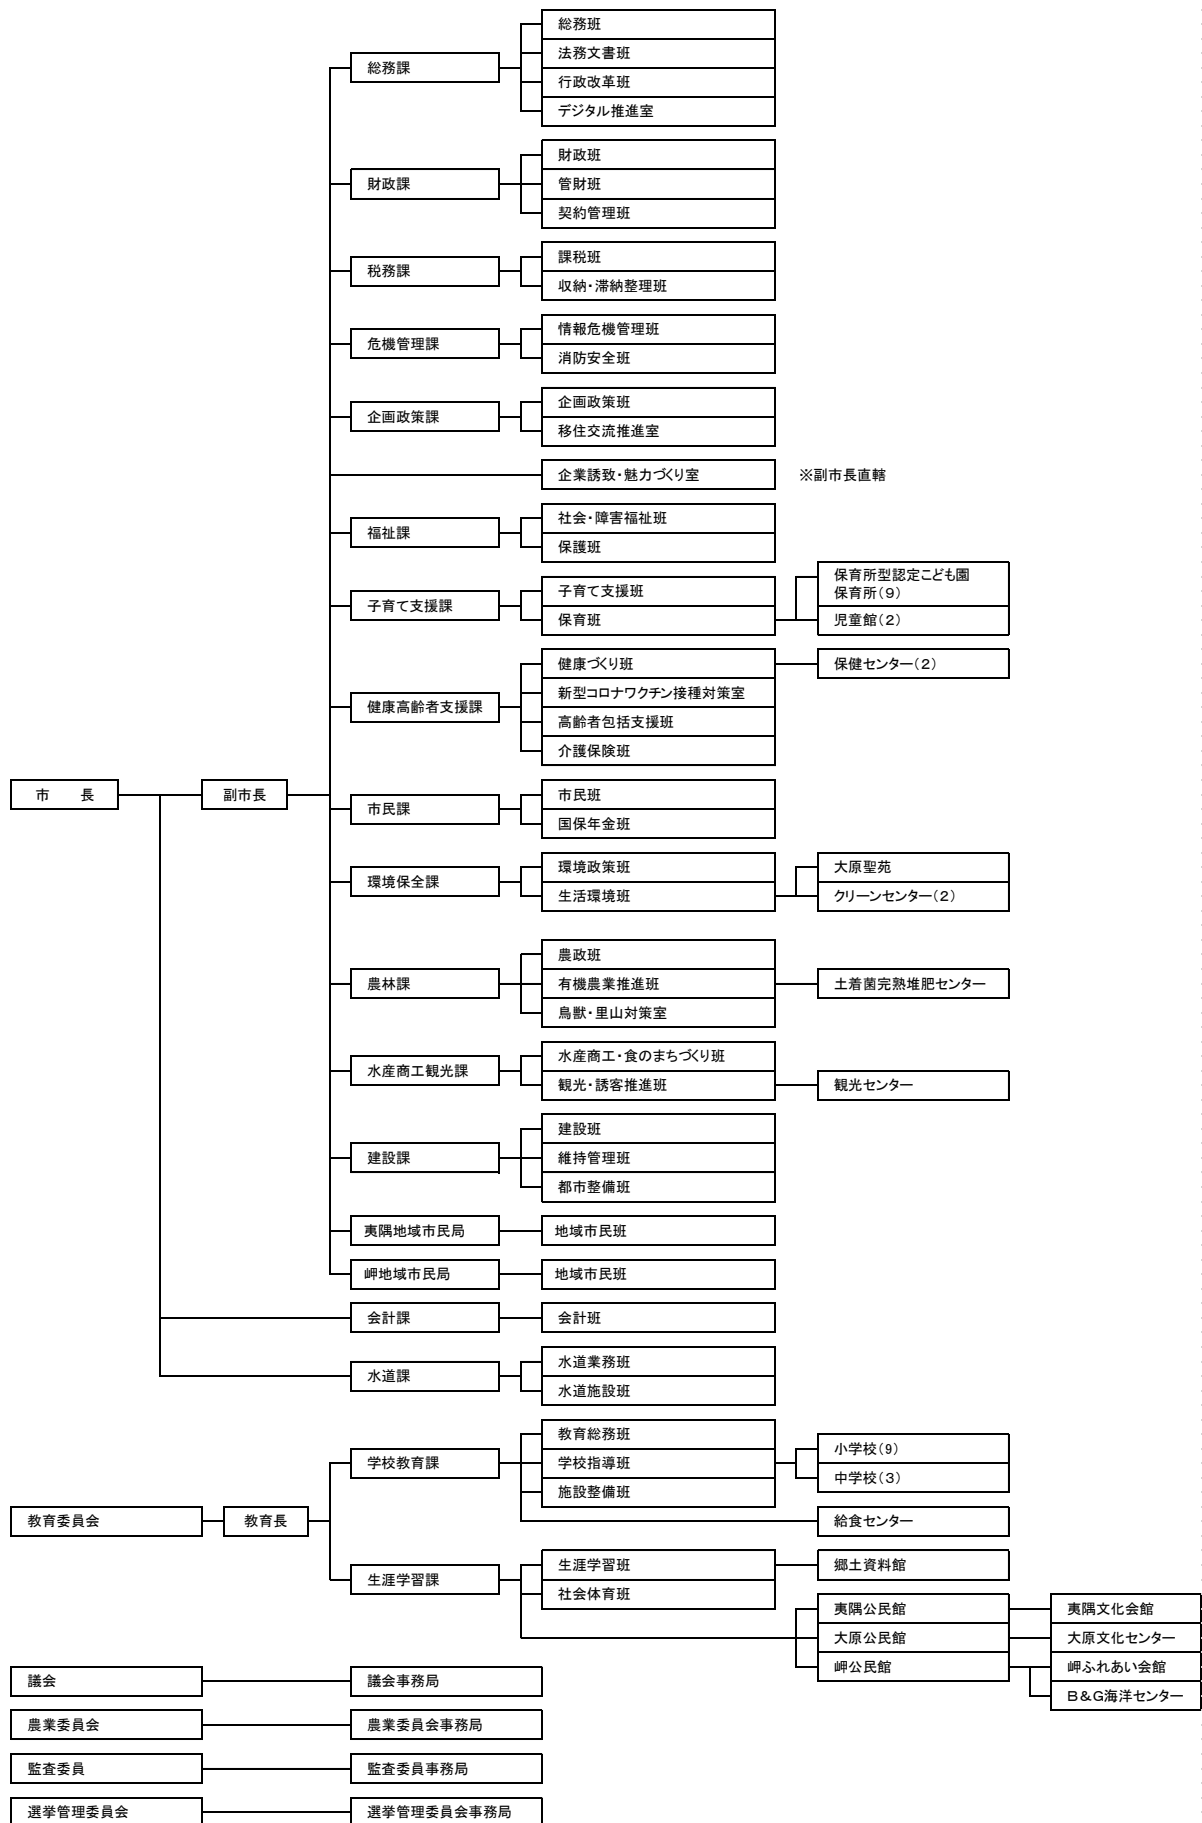 総務班
法務文書班
総務課
行政改革班
デジタル推進室
財政班
財政課
管財班
契約管理班
課税班
税務課
収納・滞納整理班
情報危機管理班
危機管理課
消防安全班
企画政策班
企画政策課
移住交流推進室
企業誘致・魅力づくり室
※副市長直轄
社会・障害福祉班
福祉課
保護班
保育所型認定こども園
保育所(9)
子育て支援班
子育て支援課
保育班
児童館(2)
健康づくり班
保健センター(2)
新型コロナワクチン接種対策室
健康高齢者支援課
高齢者包括支援班
介護保険班
市　　長
副市長
市民班
市民課
国保年金班
環境政策班
大原聖苑
環境保全課
生活環境班
クリーンセンター(2)
農政班
農林課
有機農業推進班
土着菌完熟堆肥センター
鳥獣・里山対策室
水産商工・食のまちづくり班
水産商工観光課
観光・誘客推進班
観光センター
建設班
建設課
維持管理班
都市整備班
夷隅地域市民局
地域市民班
岬地域市民局
地域市民班
会計課
会計班
水道業務班
水道課
水道施設班
教育総務班
小学校(9)
学校教育課
学校指導班
中学校(3)
施設整備班
教育委員会
教育長
給食センター
生涯学習班
郷土資料館
生涯学習課
社会体育班
夷隅公民館
夷隅文化会館
大原公民館
大原文化センター
岬公民館
岬ふれあい会館
B&G海洋センター
議会
議会事務局
農業委員会
農業委員会事務局
監査委員
監査委員事務局
選挙管理委員会
選挙管理委員会事務局